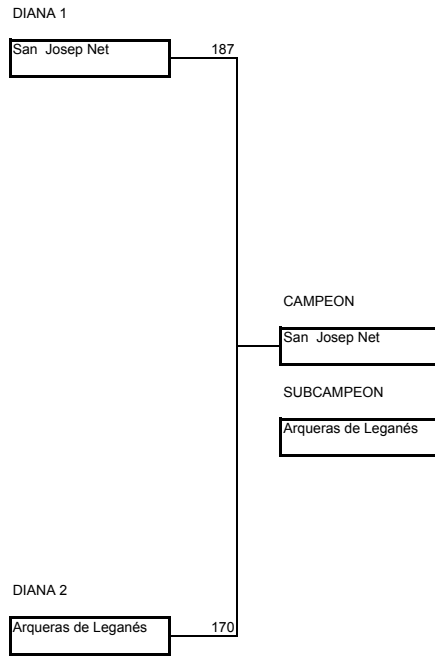 DIANA 1
San  Josep Net 187
CAMPEON
San  Josep Net
SUBCAMPEON
Arqueras de Leganés
DIANA 2
Arqueras de Leganés 170